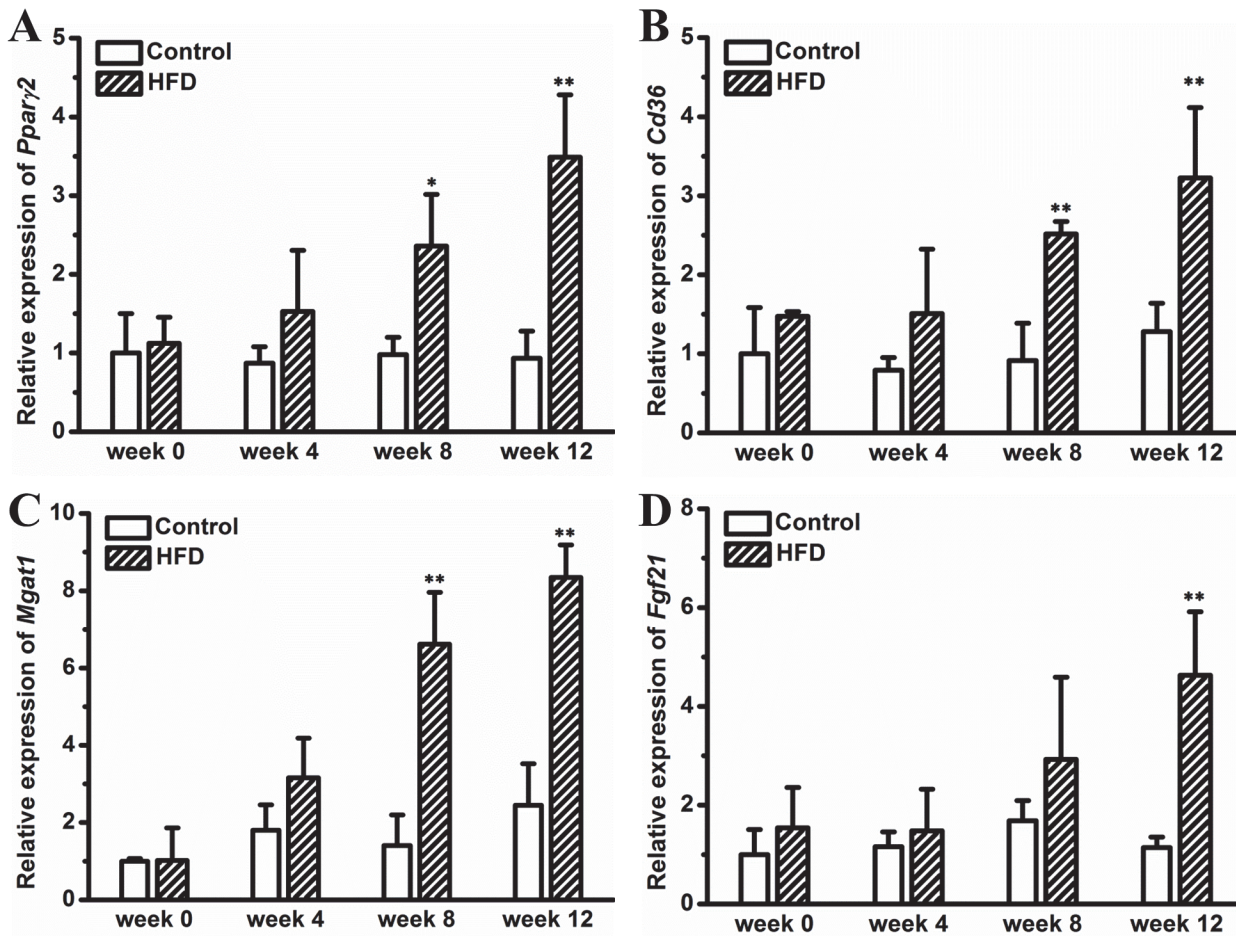 A
Relative expression of Pparγ2
5
4
3
2
1
0
Control
HFD
*
**
week 0 week 4 week 8 week 12
B
Relative expression of Cd36
5
4
3
2
1
0
Control
HFD
**
**
week 0 week 4 week 8 week 12
C
Relative expression of Mgat1
10
8
6
4
2
0
Control
HFD
**
**
week 0 week 4 week 8 week 12
D
Relative expression of Fgf21
8
6
4
2
0
Control
HFD
**
week 0 week 4 week 8 week 12